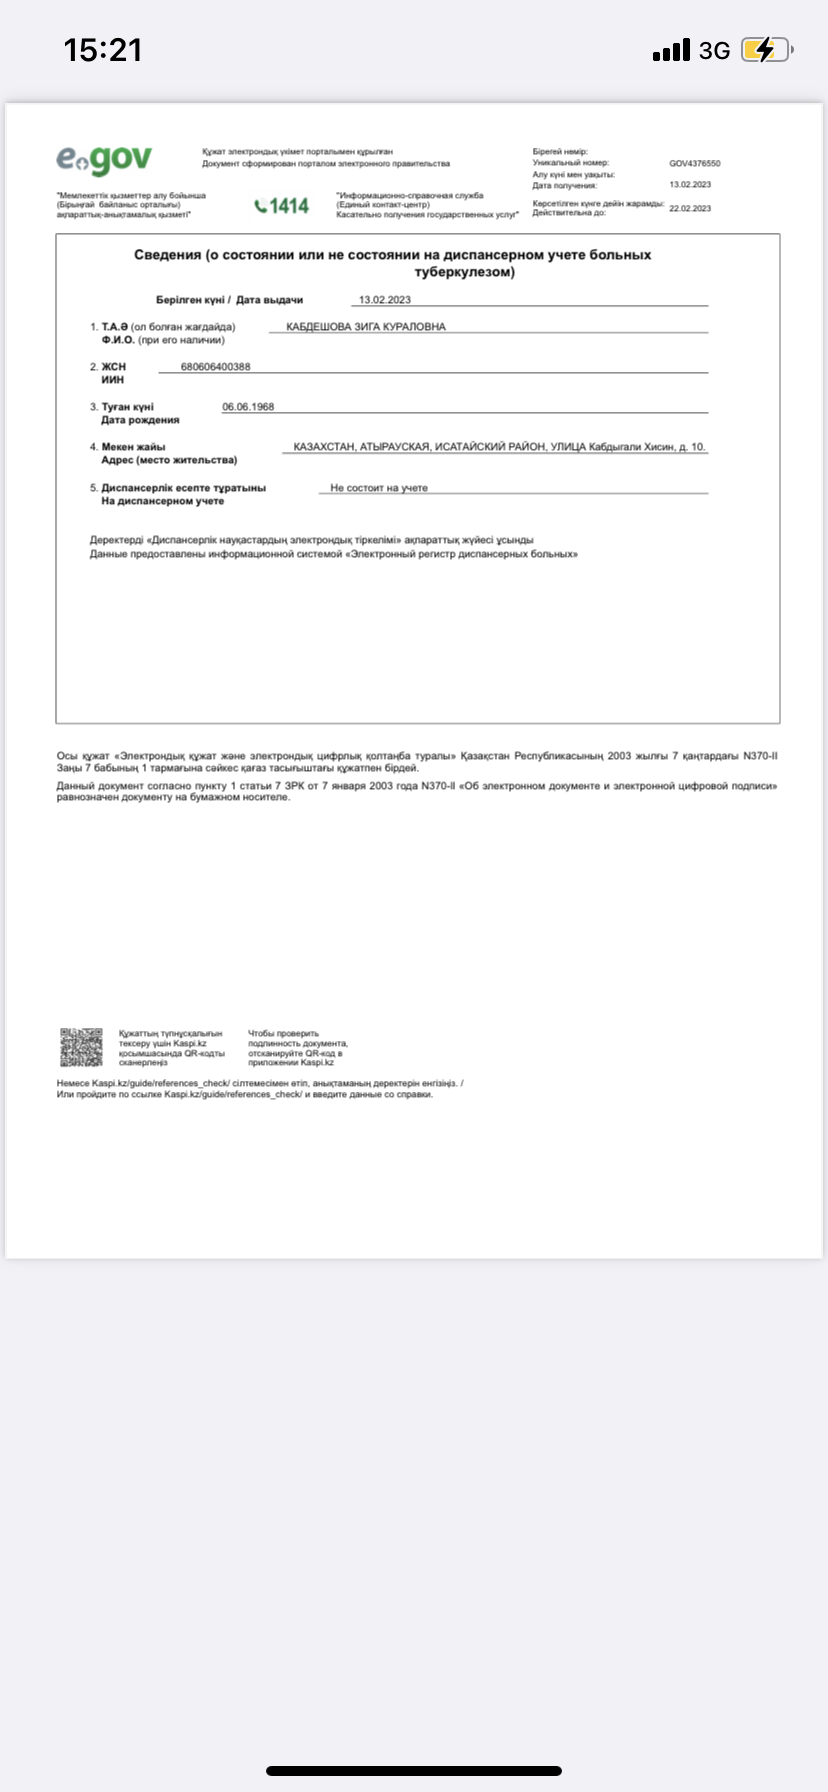 15:21
3G
e.gov
Құжат электрондық үкімет порталымен құрылған
Документ сформирован порталом электронного правительства
Бірегей нөмір:
Уникальный номер: GOV4376550
Алу күні мен уақыты:
Дата получения: 13.02.2023
"Мемлекеттік қызметтер алу бойынша
(Бірыңғай байланыс орталығы)
ақпараттық-анықтамалық қызметі"
1414
"Информационно-справочная служба
(Единый контакт-центр)
Касательно получения государственных услуг"
Көрсетілген күнге дейін жарамды:
Действительна до: 22.02.2023
Сведения (о состоянии или не состоянии на диспансерном учете больных
туберкулезом)
Берілген күні / Дата выдачи 13.02.2023
1. Т.А.Ә (ол болған жағдайда) КАБДЕШОВА ЗИГА КУРАЛОВНА
Ф.И.О. (при его наличии)
2. ЖСН 680606400388
ИИН
3. Туған күні 06.06.1968
Дата рождения
4. Мекен жайы КАЗАХСТАН, АТЫРАУСКАЯ, ИСАТАЙСКИЙ РАЙОН, УЛИЦА Кабдыгали Хисин, д. 10.
Адрес (место жительства)
5. Диспансерлік есепте тұратыны Не состоит на учете
На диспансерном учете
Деректерді «Диспансерлік науқастардың электрондық тіркелімі» ақпараттық жүйесі ұсынды
Данные предоставлены информационной системой «Электронный регистр диспансерных больных»
Осы құжат «Электрондық құжат және электрондық цифрлық қолтаңба туралы» Қазақстан Республикасының 2003 жылғы 7 қаңтардағы N370-II
Заңы 7 бабының 1 тармағына сәйкес қағаз тасығыштағы құжатпен бірдей.
Данный документ согласно пункту 1 статьи 7 ЗРК от 7 января 2003 года N370-II «Об электронном документе и электронной цифровой подписи»
равнозначен документу на бумажном носителе.
Құжаттың түпнұсқалығын
тексеру үшін Kaspi.kz
қосымшасында QR-кодты
сканерлеңіз
Чтобы проверить
подлинность документа,
отсканируйте QR-код в
приложении Kaspi.kz
Немесе Kaspi.kz/guide/references_check/ сілтемесімен өтіп, анықтаманың деректерін енгізіңіз. /
Или пройдите по ссылке Kaspi.kz/guide/references_check/ и введите данные со справки.